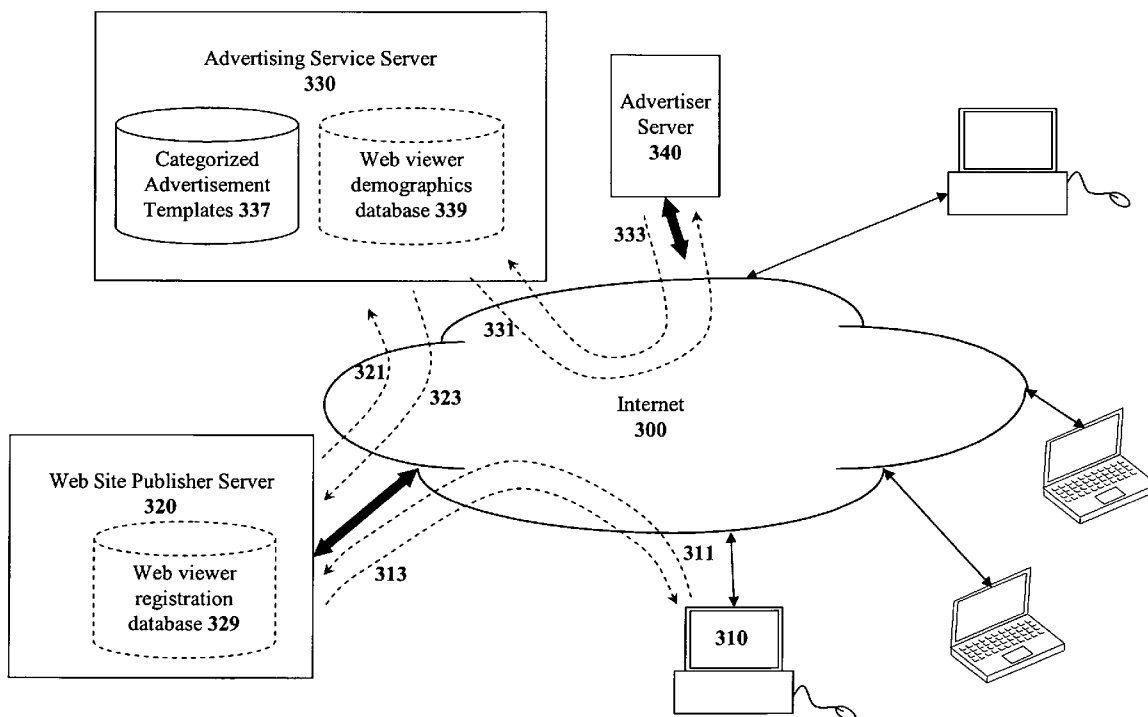 Advertising Service Server
330
Categorized
Advertisement
Templates 337
Web viewer
demographics
database 339
Advertiser
Server
340
333
331
321
323
Internet
300
Web Site Publisher Server
320
Web viewer
registration
database 329
313
311
310